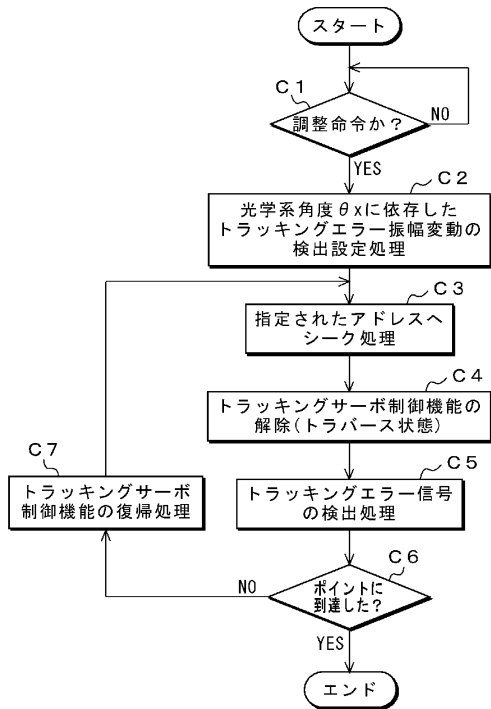 スタート
C1
調整命令か？
NO
YES
C2
光学系角度θxに依存した
トラッキングエラー振幅変動の
検出設定処理
C3
指定されたアドレスへ
シーク処理
C4
トラッキングサーボ制御機能の
解除(トラバース状態)
C7
トラッキングサーボ
制御機能の復帰処理
C5
トラッキングエラー信号
の検出処理
C6
ポイントに
到達した？
NO
YES
エンド